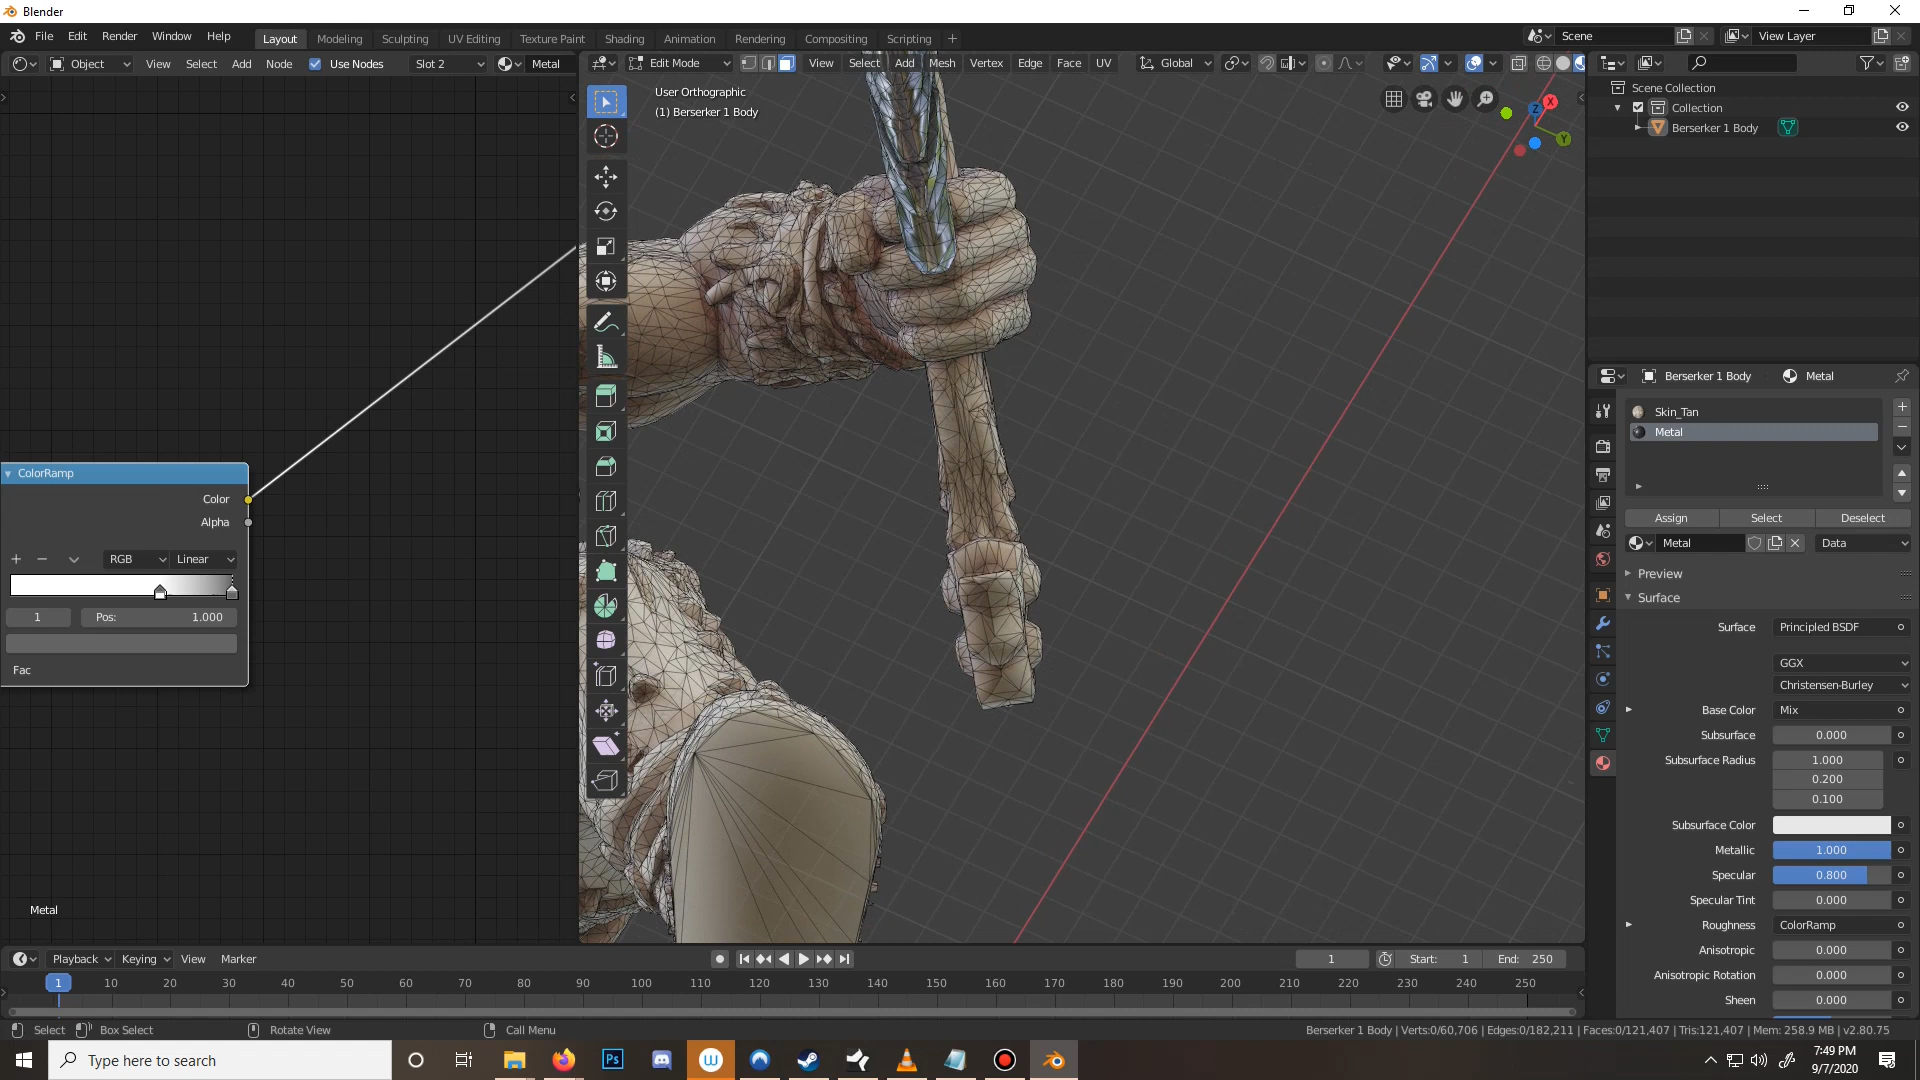 Blender
File Edit Render Window Help
Layout Modeling Sculpting UV Editing Texture Paint Shading Animation Rendering Compositing Scripting
Scene
View Layer
Object View Select Add Node Use Nodes Slot 2 Metal
Edit Mode View Select Add Mesh Vertex Edge Face UV Global
User Orthographic
(1) Berserker 1 Body
X
Y
Z
Scene Collection
Collection
Berserker 1 Body
Berserker 1 Body Metal
Skin_Tan
Metal
Assign Select Deselect
Metal Data
Preview
Surface
Surface Principled BSDF
GGX
Christensen-Burley
Base Color Mix
Subsurface 0.000
Subsurface Radius 1.000
0.200
0.100
Subsurface Color
Metallic 1.000
Specular 0.800
Specular Tint 0.000
Roughness ColorRamp
Anisotropic 0.000
Anisotropic Rotation 0.000
Sheen 0.000
ColorRamp
Color
Alpha
RGB Linear
1 Pos: 1.000
Fac
Metal
Playback Keying View Marker
1 Start: 1 End: 250
1 10 20 30 40 50 60 70 80 90 100 110 120 130 140 150 160 170 180 190 200 210 220 230 240 250
Select Box Select Rotate View Call Menu
Berserker 1 Body | Verts:0/60,706 | Edges:0/182,211 | Faces:0/121,407 | Tris:121,407 | Mem: 258.9 MB | v2.80.75
Type here to search
Ps
W
7:49 PM
9/7/2020